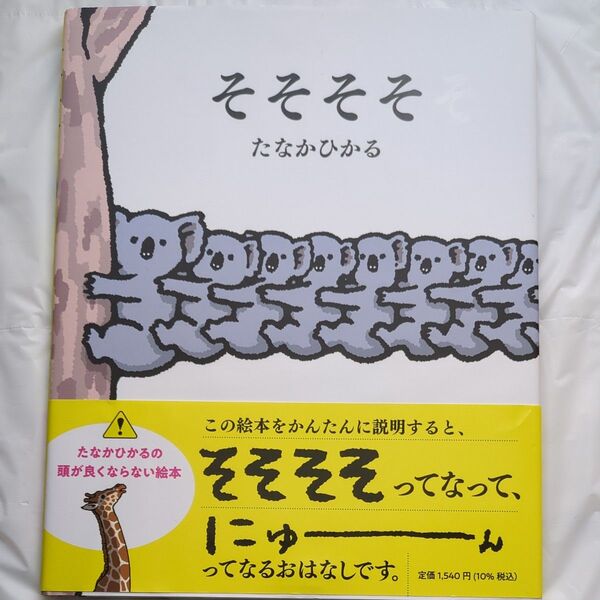 そそそそそ
たなかひかる
たなかひかるの
頭が良くならない絵本
この絵本をかんたんに説明すると、
そそそそってなって、
にゅーーん
ってなるおはなしです。
定価1,540円(10%税込)